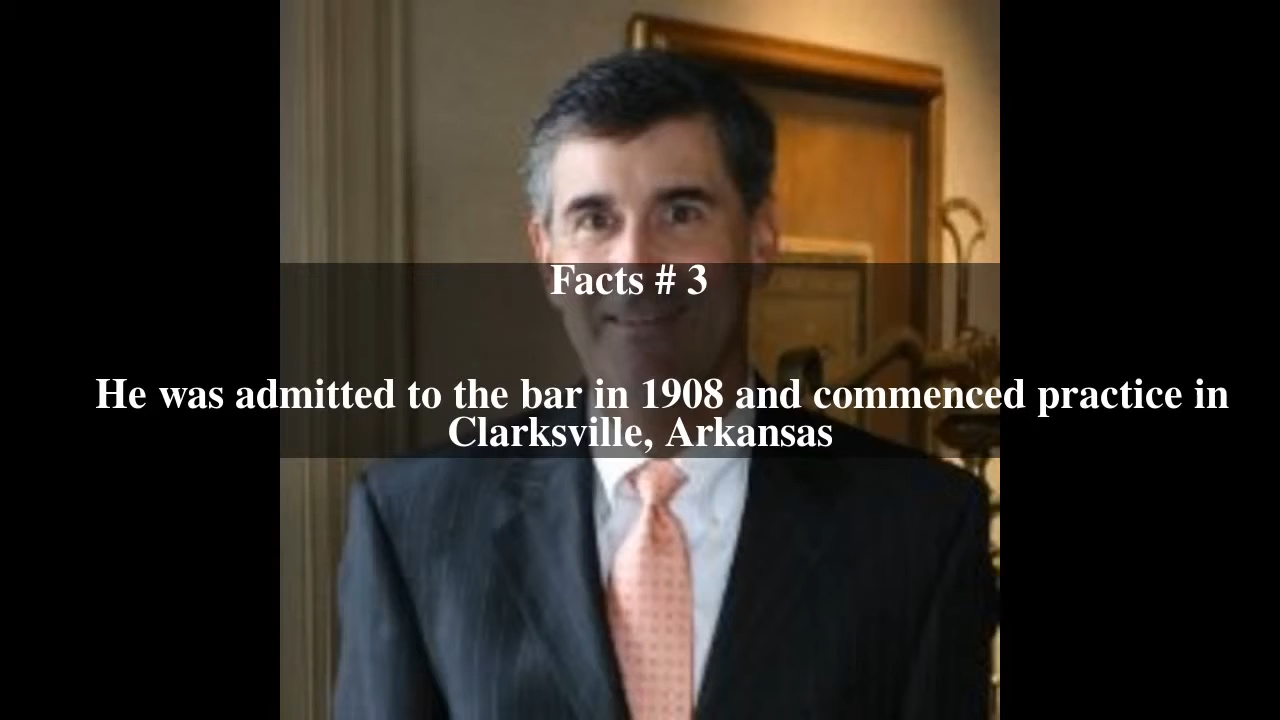 Facts # 3
He was admitted to the bar in 1908 and commenced practice in
Clarksville, Arkansas